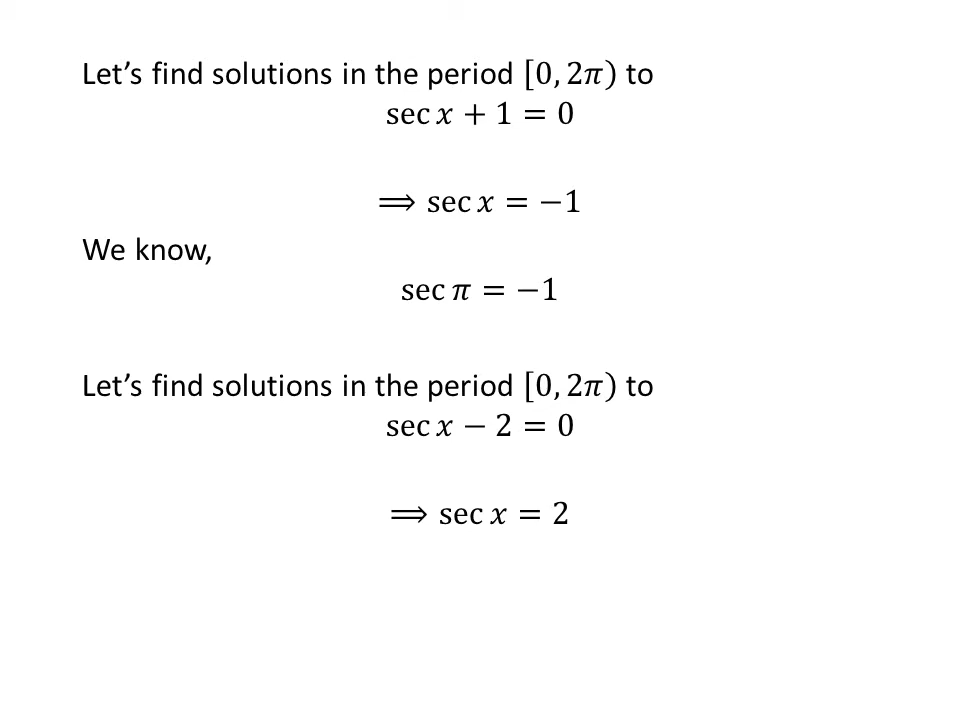 Let’s find solutions in the period [0, 2𝜋) to
sec 𝑥 + 1 = 0
⟹ sec 𝑥 = −1
We know,
sec 𝜋 = −1
Let’s find solutions in the period [0, 2𝜋) to
sec 𝑥 − 2 = 0
⟹ sec 𝑥 = 2